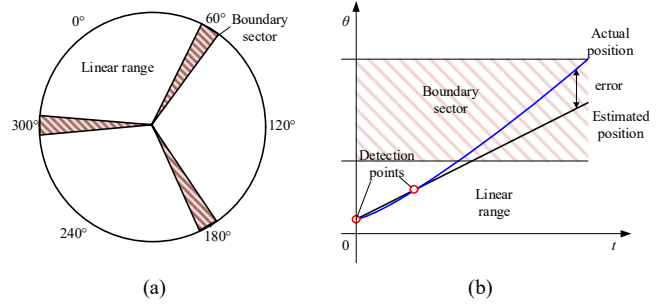 0°
60°
Boundary
sector
Linear range
300°
120°
240°
180°
(a)
θ
Actual
position
Boundary
sector
error
Estimated
position
Detection
points
Linear
range
0
t
(b)